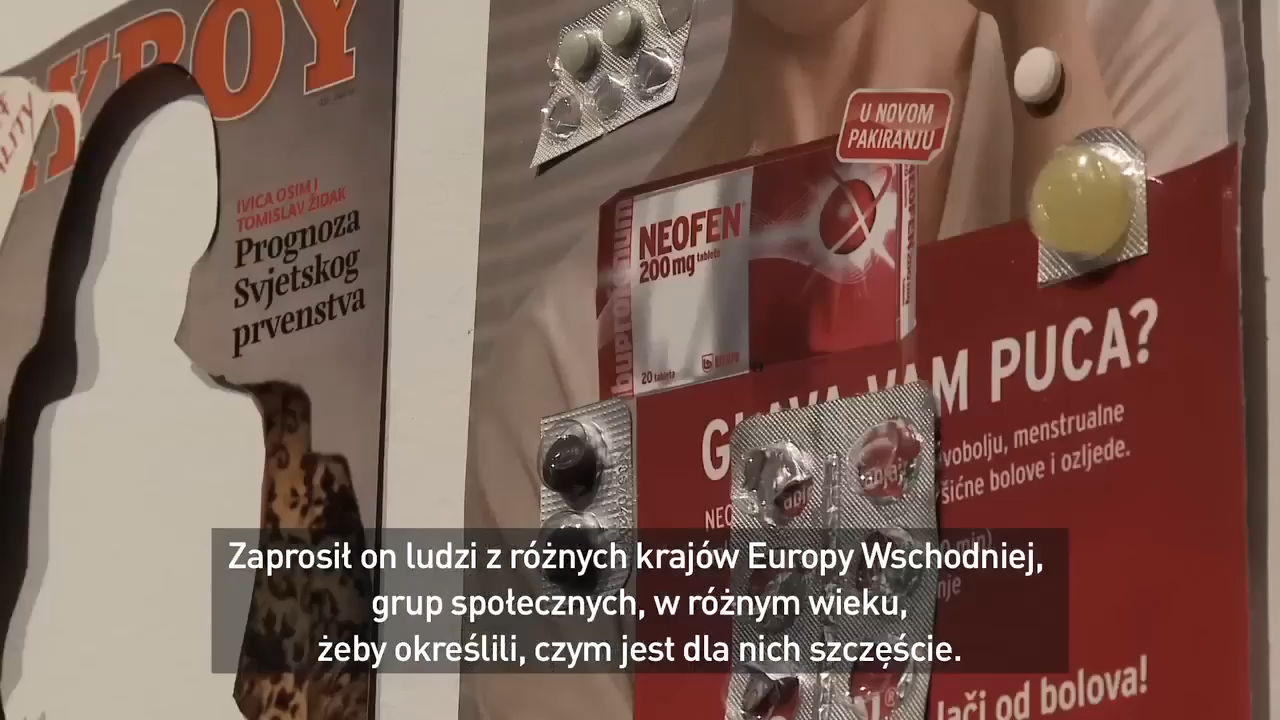 YBOY
IVICA OSIM I
TOMISLAV ŽIDAK
Prognoza
Svjetskog
prvenstva
U NOVOM
PAKIRANJU
NEOFEN
200 mg tableta
20 tableta
VAM PUCA?
menstrualne
bolove i ozljede.
od bolova!
Zaprosił on ludzi z różnych krajów Europy Wschodniej,
grup społecznych, w różnym wieku,
żeby określili, czym jest dla nich szczęście.